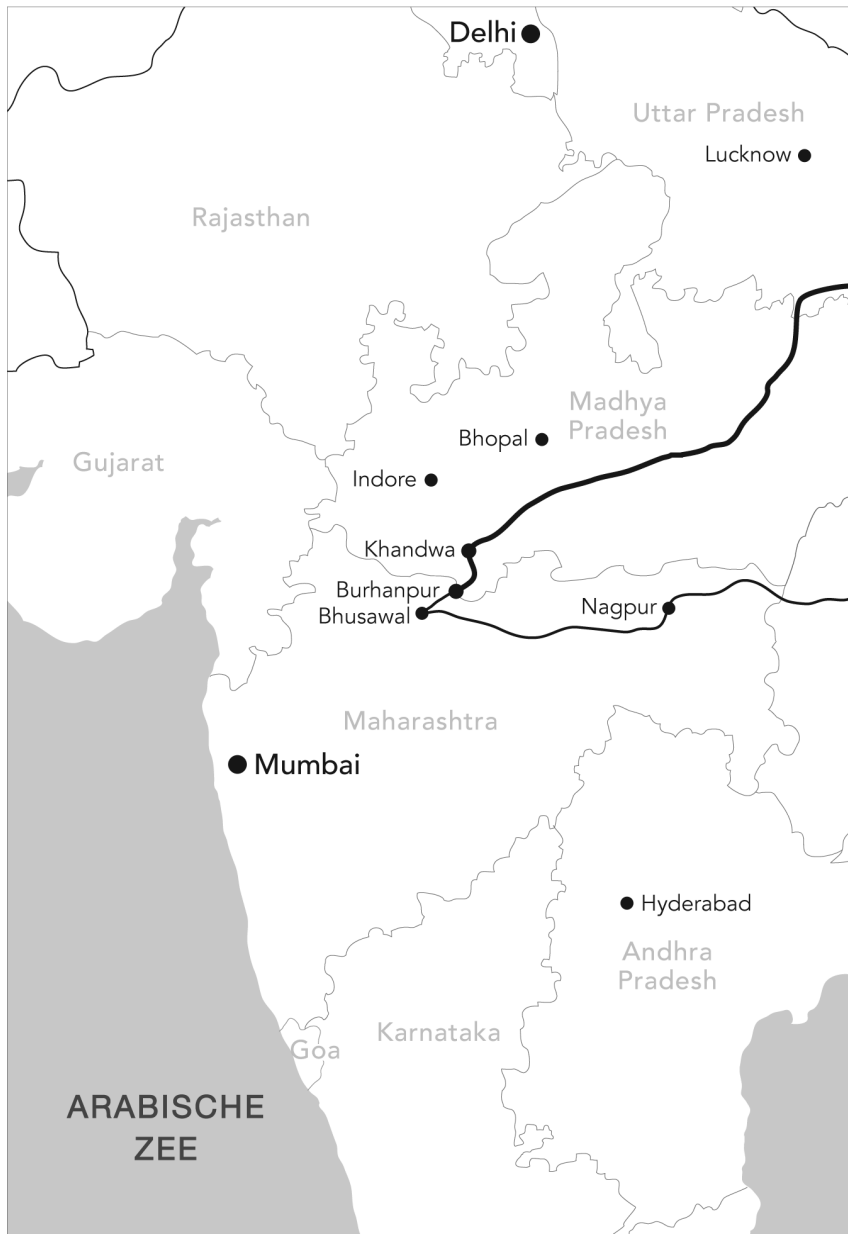 Delhi
Uttar Pradesh
Lucknow
Rajasthan
Madhya
Pradesh
Bhopal
Gujarat
Indore
Khandwa
Burhanpur
Bhusawal
Nagpur
Maharashtra
Mumbai
Hyderabad
Andhra
Pradesh
Karnataka
Goa
ARABISCHE
ZEE